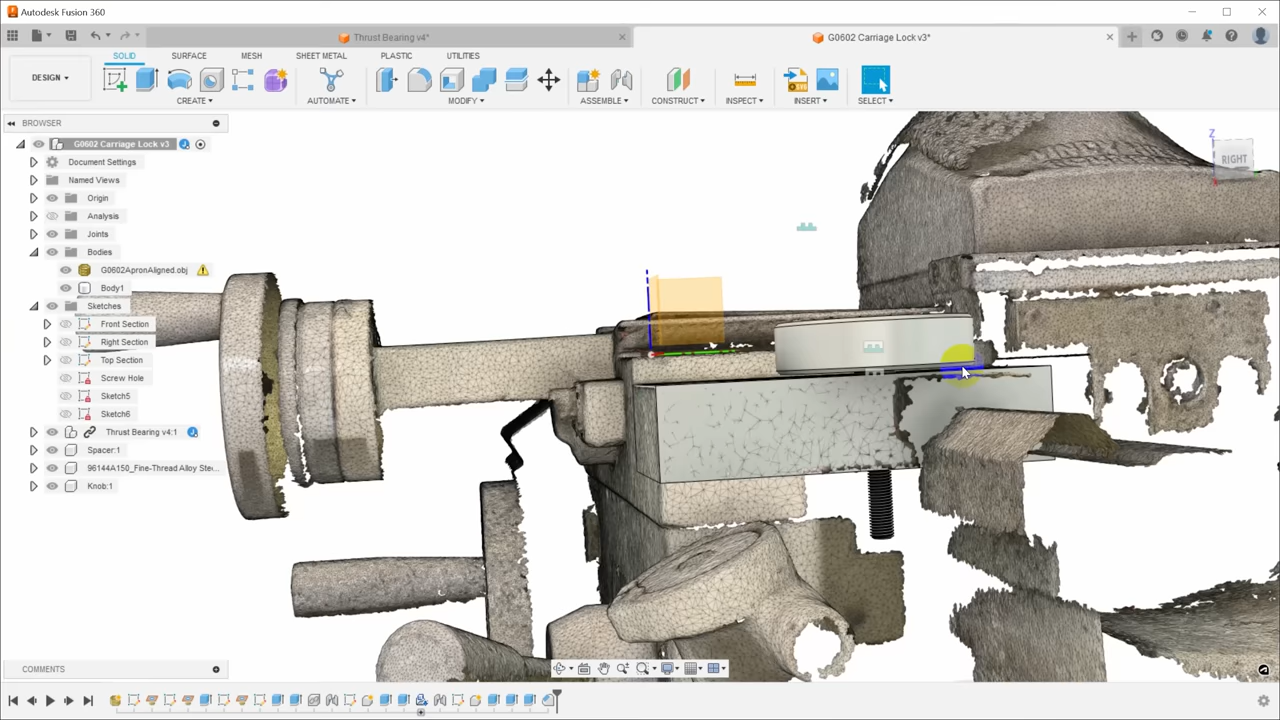 Autodesk Fusion 360
Thrust Bearing v4*
G0602 Carriage Lock v3*
DESIGN
SOLID SURFACE MESH SHEET METAL PLASTIC UTILITIES
CREATE AUTOMATE MODIFY ASSEMBLE CONSTRUCT INSPECT INSERT SELECT
BROWSER
G0602 Carriage Lock v3
Document Settings
Named Views
Origin
Analysis
Joints
Bodies
G0602ApronAligned.obj
Body1
Sketches
Front Section
Right Section
Top Section
Screw Hole
Sketch5
Sketch6
Thrust Bearing v4:1
Spacer:1
96144A150_Fine-Thread Alloy Stee...
Knob:1
Z
RIGHT
COMMENTS